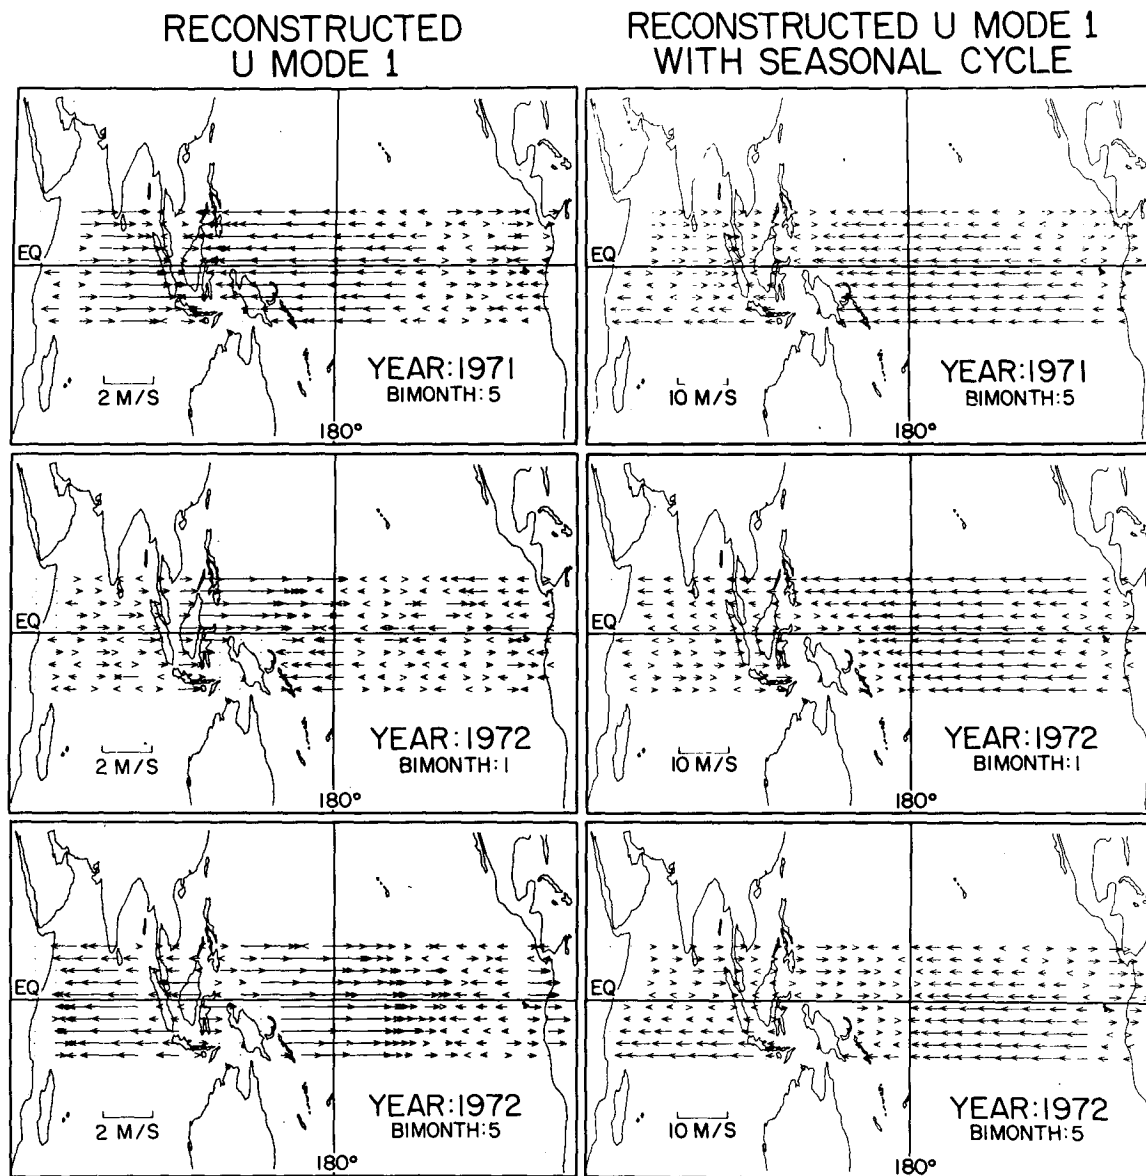 RECONSTRUCTED
U MODE 1
RECONSTRUCTED U MODE 1
WITH SEASONAL CYCLE
EQ
2 M/S
YEAR:1971
BIMONTH:5
180°
EQ
10 M/S
YEAR:1971
BIMONTH:5
180°
EQ
2 M/S
YEAR:1972
BIMONTH:1
180°
EQ
10 M/S
YEAR:1972
BIMONTH:1
180°
EQ
2 M/S
YEAR:1972
BIMONTH:5
180°
EQ
10 M/S
YEAR:1972
BIMONTH:5
180°